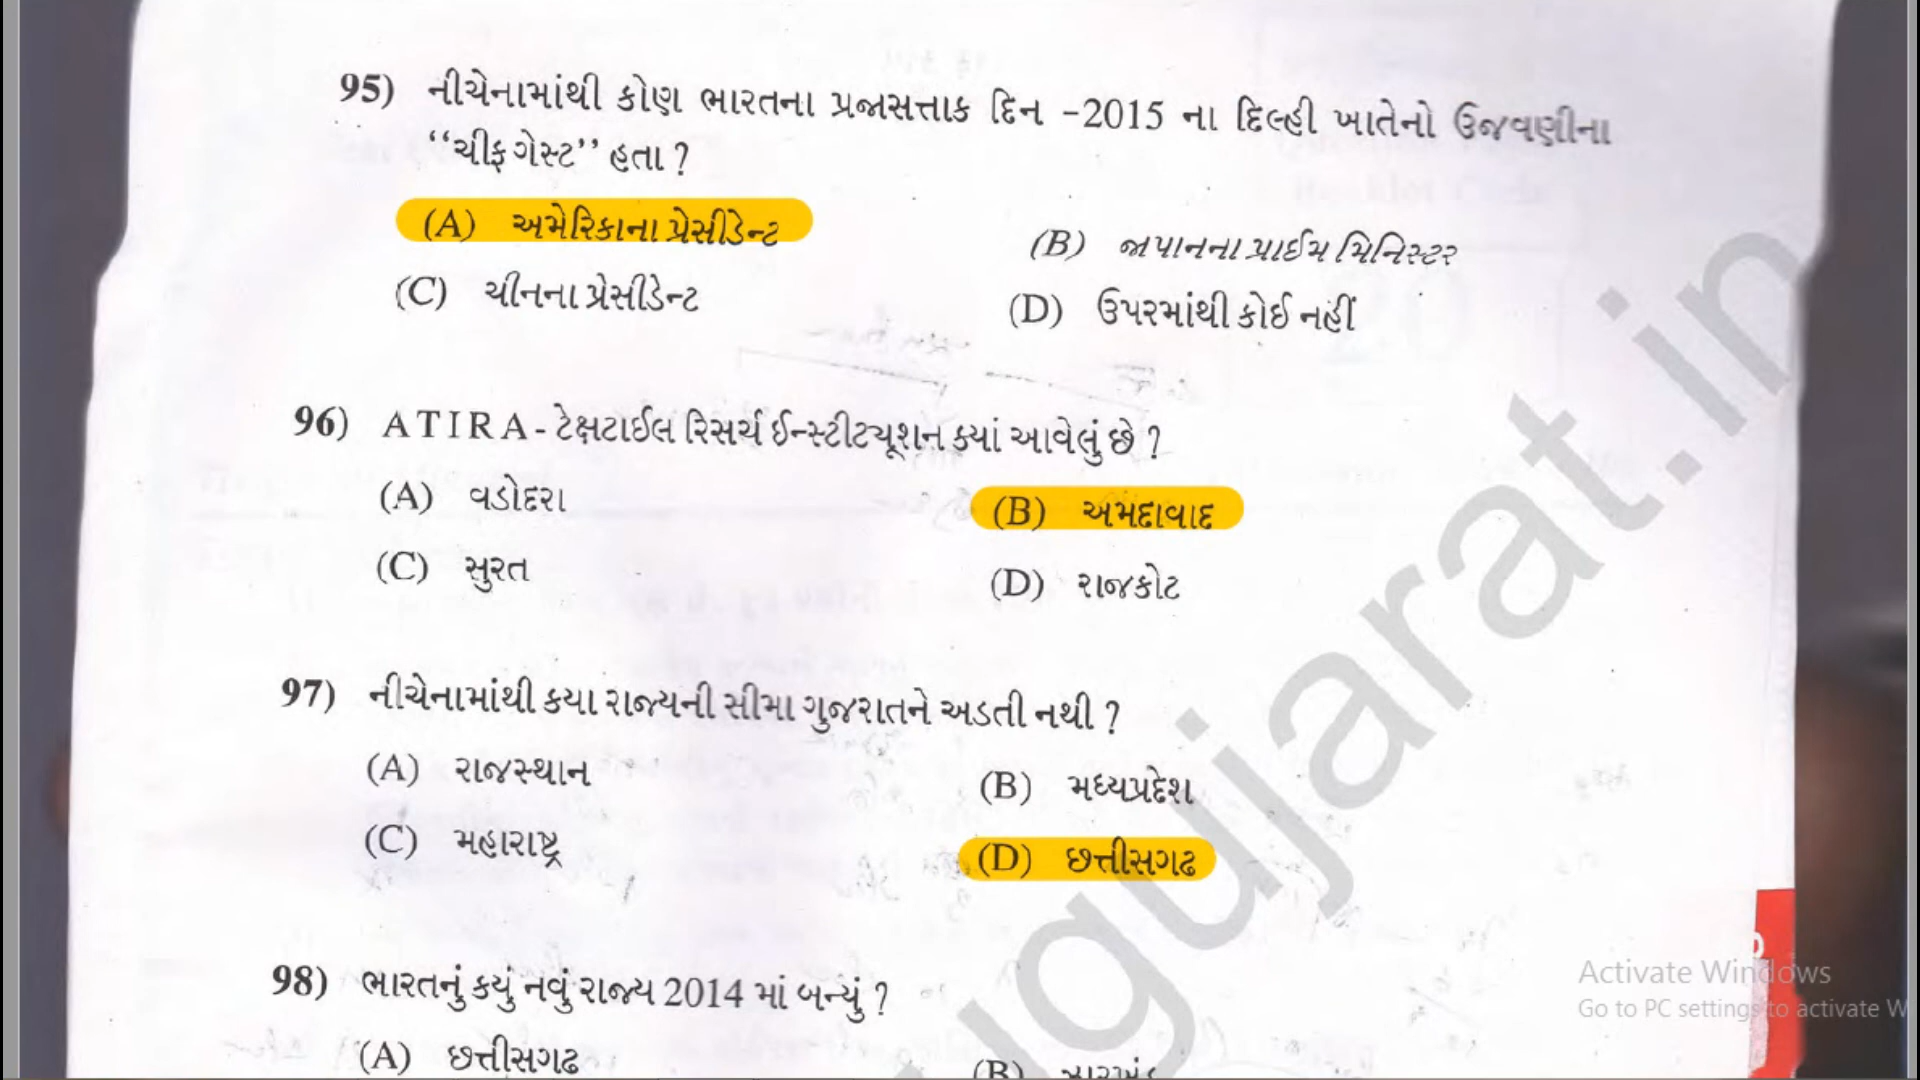 95) નીચેનામાંથી કોણ ભારતના પ્રજાસત્તાક દિન -2015 ના દિલ્હી ખાતેનો ઉજવણીના
“ચીફ ગેસ્ટ” હતા ?
(A) અમેરિકાના પ્રેસીડેન્ટ
(B) જાપાનના પ્રાઈમ મિનિસ્ટર
(C) ચીનના પ્રેસીડેન્ટ
(D) ઉપરમાંથી કોઈ નહીં
96) ATIRA - ટેક્ષટાઈલ રિસર્ચ ઈન્સ્ટીટ્યૂશન ક્યાં આવેલું છે ?
(A) વડોદરા
(B) અમદાવાદ
(C) સુરત
(D) રાજકોટ
97) નીચેનામાંથી કયા રાજ્યની સીમા ગુજરાતને અડતી નથી ?
(A) રાજસ્થાન
(B) મધ્યપ્રદેશ
(C) મહારાષ્ટ્ર
(D) છત્તીસગઢ
98) ભારતનું કયું નવું રાજ્ય 2014 માં બન્યું ?
(A) છત્તીસગઢ
(B)
gujarat.in
Activate Windows
Go to PC settings to activate W